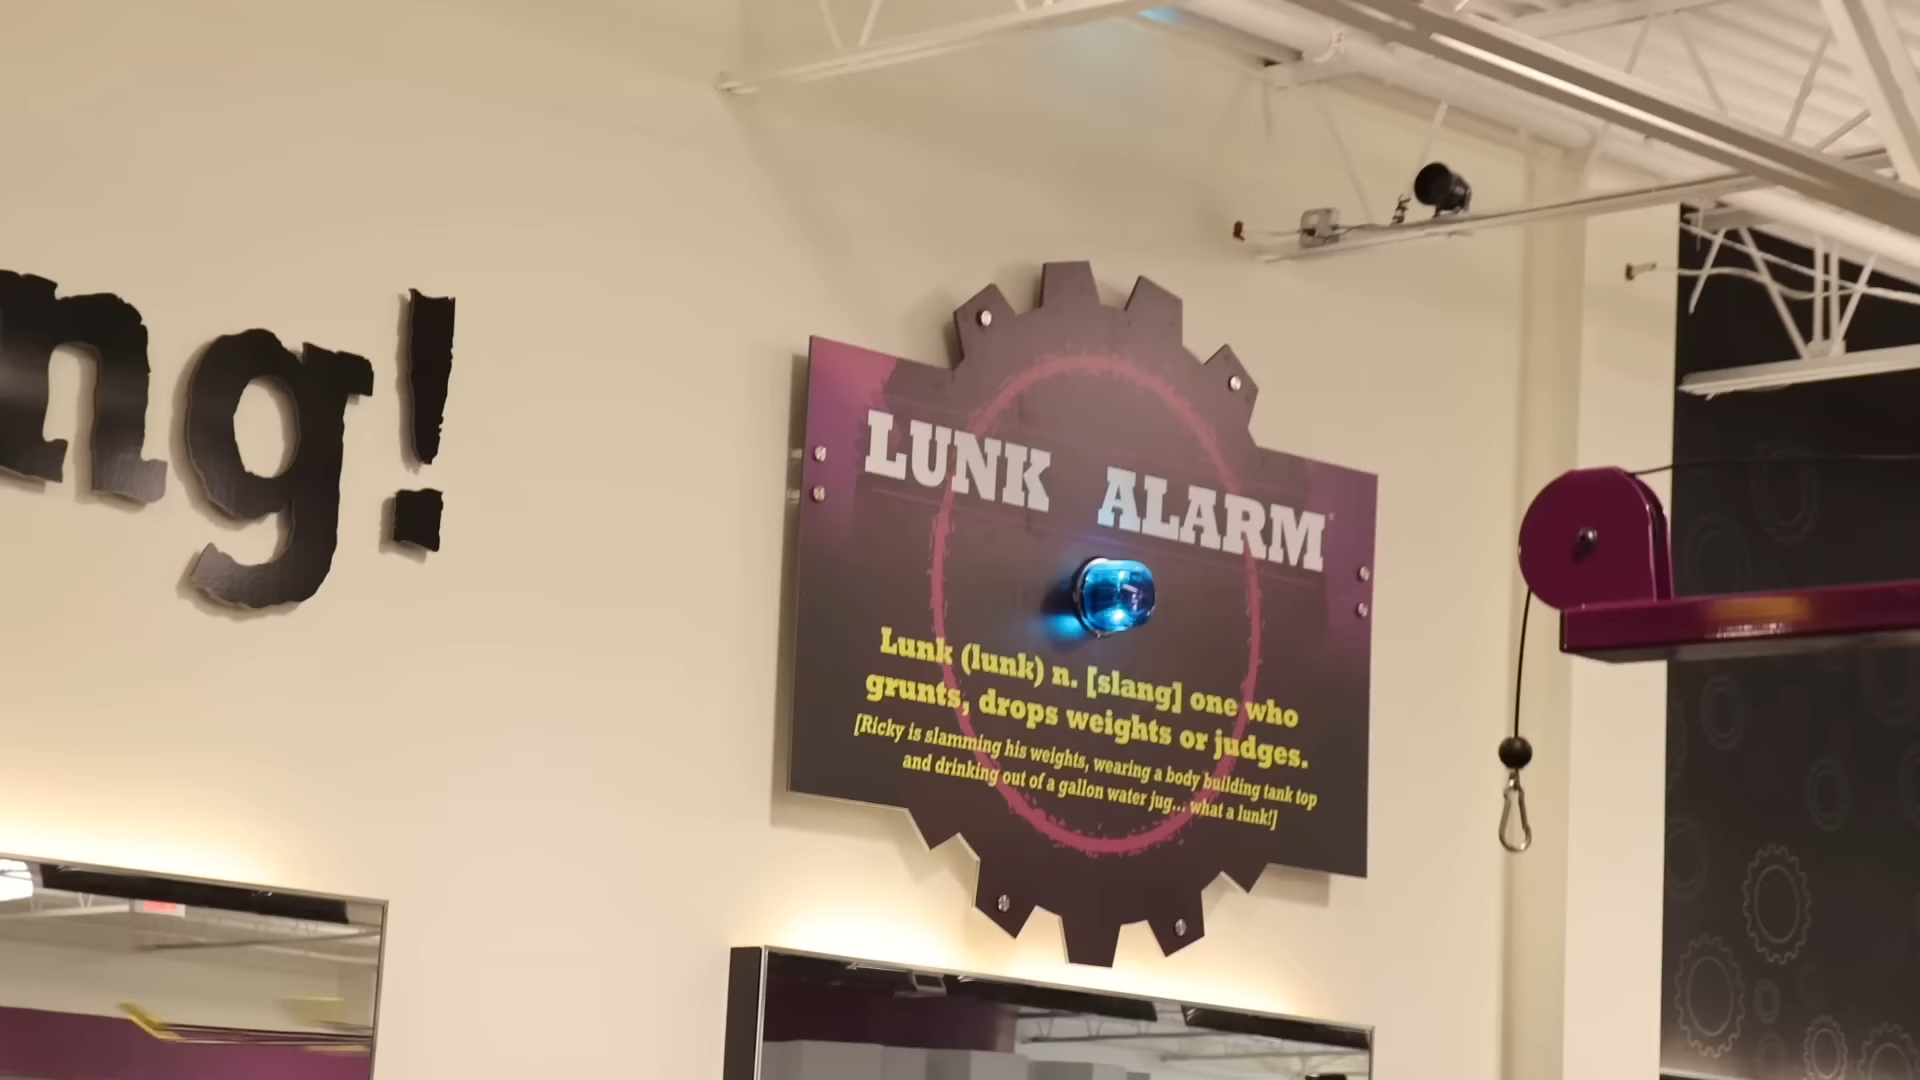 ng!
LUNK ALARM
Lunk (lunk) n. [slang] one who
grunts, drops weights or judges.
[Ricky is slamming his weights, wearing a body building tank top
and drinking out of a gallon water jug... what a lunk!]